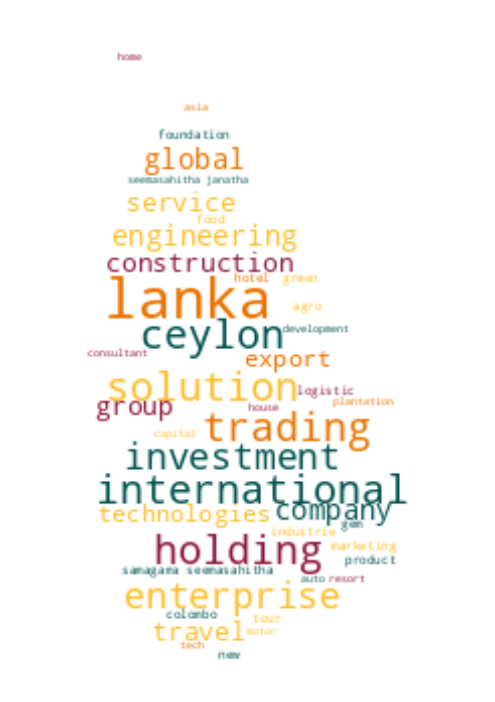 home
asia
foundation
global
seemasahitha janatha
service
food
engineering
construction
hotel green
lanka
agro
ceylon
development
consultant
export
solution
logistic
group
house
plantation
trading
capital
investment
international
company
technologies
gem
industrie
holding
marketing
product
samagama seemasahitha
auto resort
enterprise
colombo
tour
travel
motor
tech
new